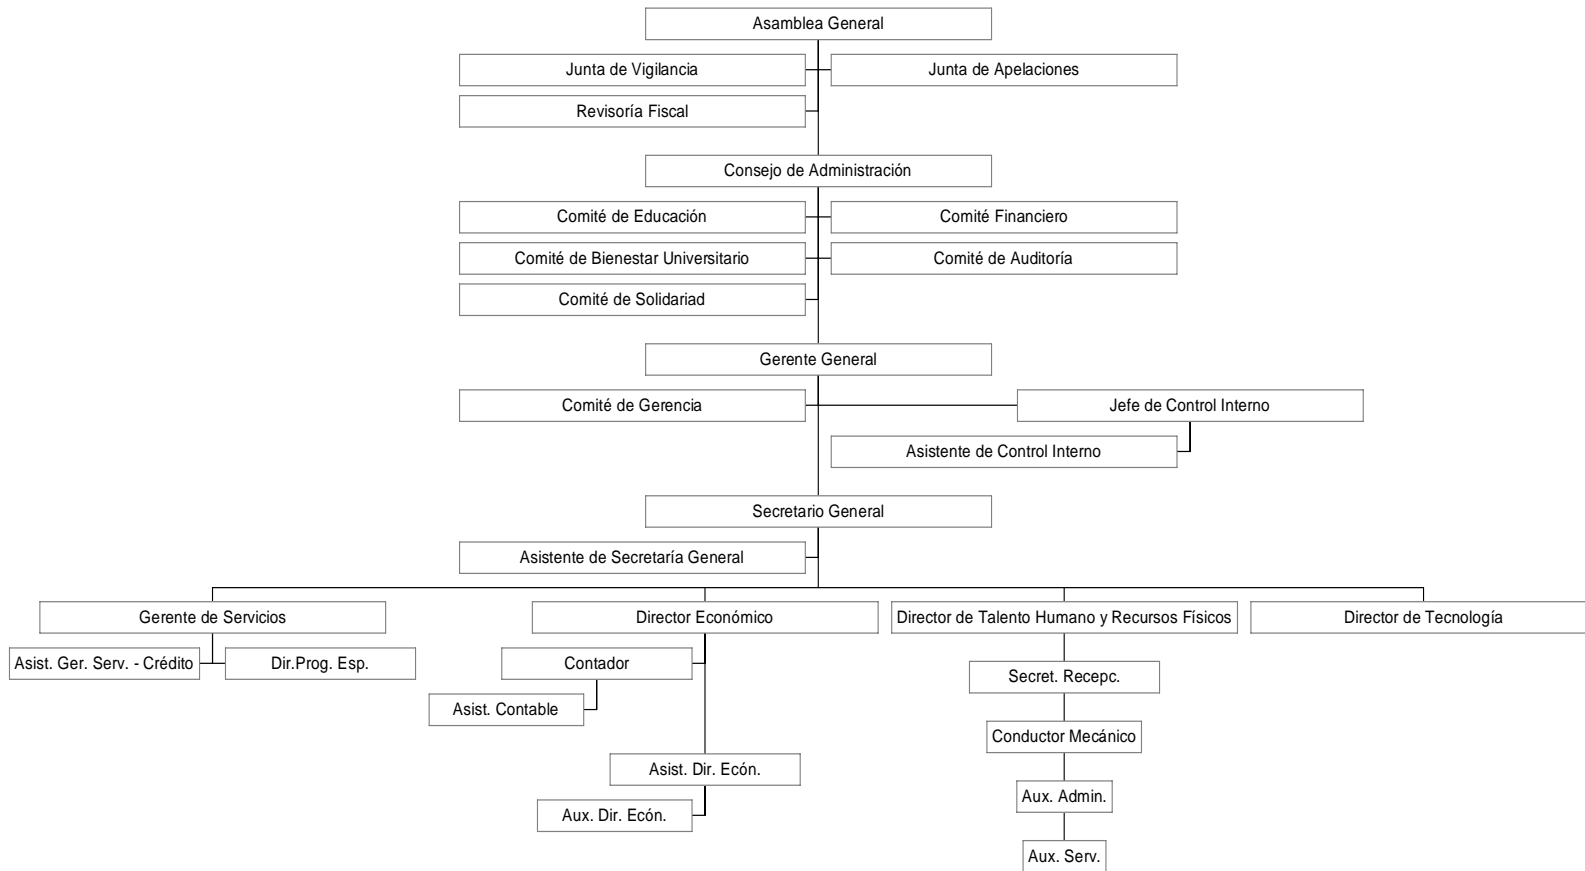 Asamblea General
Junta de Vigilancia
Junta de Apelaciones
Revisoría Fiscal
Consejo de Administración
Comité de Educación
Comité Financiero
Comité de Bienestar Universitario
Comité de Auditoría
Comité de Solidariad
Gerente General
Comité de Gerencia
Jefe de Control Interno
Asistente de Control Interno
Secretario General
Asistente de Secretaría General
Gerente de Servicios
Director Económico
Director de Talento Humano y Recursos Físicos
Director de Tecnología
Asist. Ger. Serv. - Crédito
Dir.Prog. Esp.
Contador
Secret. Recepc.
Asist. Contable
Conductor Mecánico
Asist. Dir. Ecón.
Aux. Admin.
Aux. Dir. Ecón.
Aux. Serv.